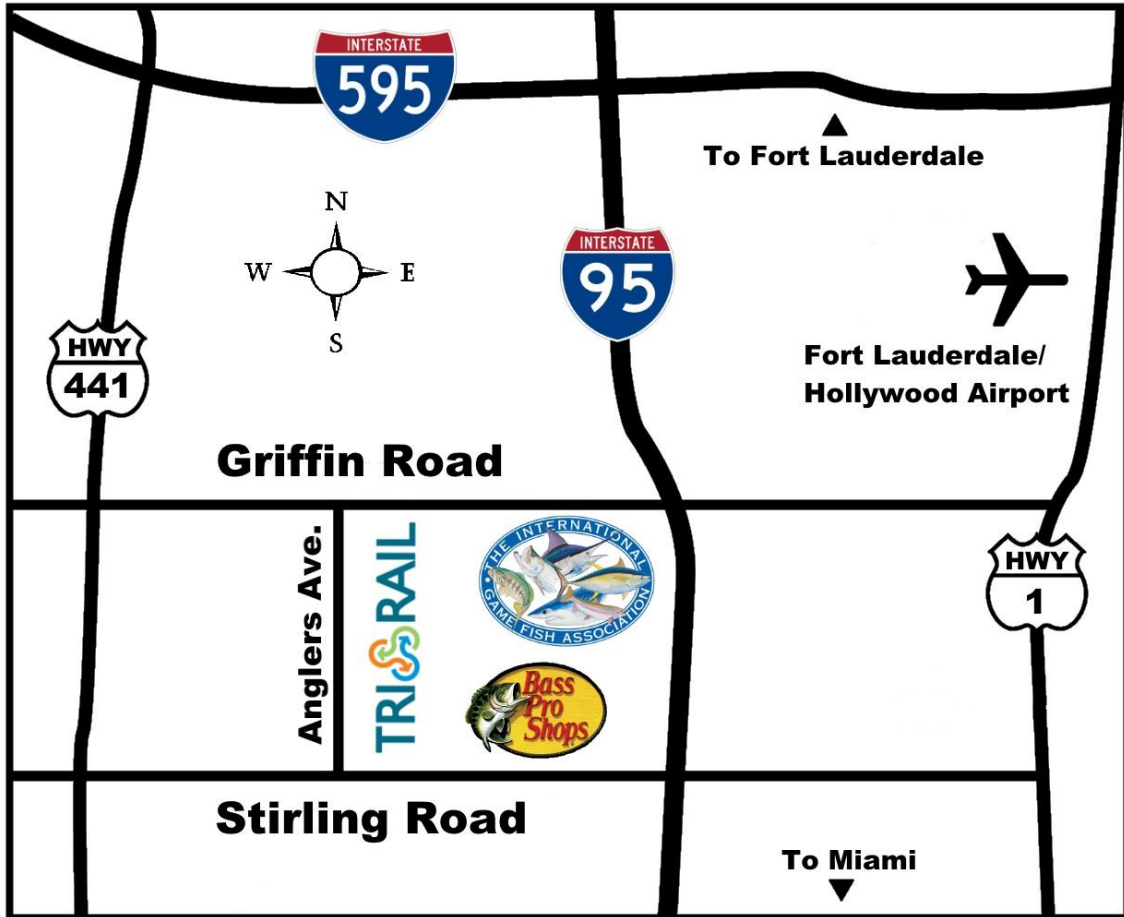 INTERSTATE
595
To Fort Lauderdale
N
W
E
S
INTERSTATE
95
HWY
441
Fort Lauderdale/
Hollywood Airport
Griffin Road
Anglers Ave.
TRI RAIL
THE INTERNATIONAL
GAME FISH ASSOCIATION
HWY
1
Bass
Pro
Shops
Stirling Road
To Miami